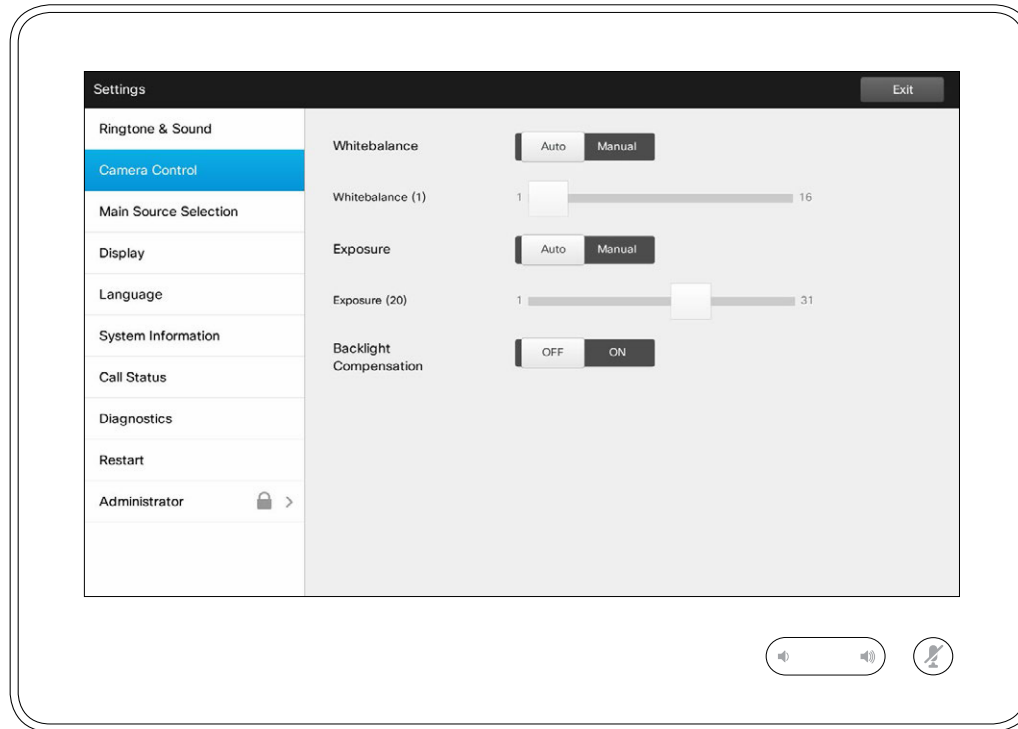 Settings
Exit
Ringtone & Sound
Camera Control
Main Source Selection
Display
Language
System Information
Call Status
Diagnostics
Restart
Administrator
Whitebalance
Auto Manual
Whitebalance (1)
1 16
Exposure
Auto Manual
Exposure (20)
1 31
Backlight
Compensation
OFF ON